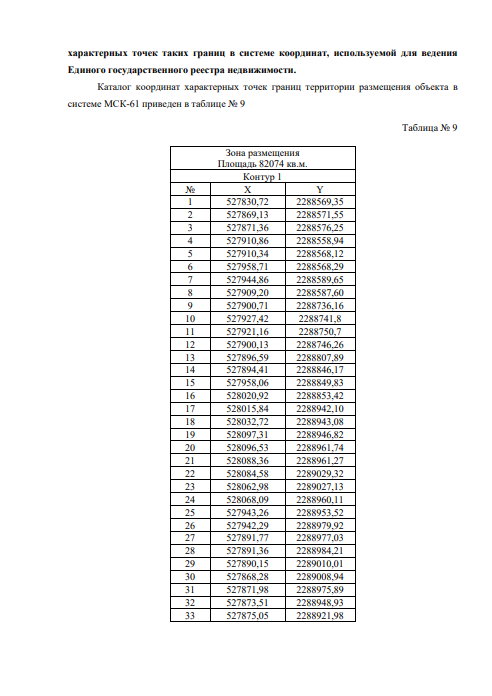 характерных точек таких границ в системе координат, используемой для ведения
Единого государственного реестра недвижимости.
Каталог координат характерных точек границ территории размещения объекта в
системе МСК-61 приведен в таблице № 9
Таблица № 9
Зона размещения
Площадь 82074 кв.м.
Контур 1
№ X Y
1 527830,72 2288569,35
2 527869,13 2288571,55
3 527871,36 2288576,25
4 527910,86 2288558,94
5 527910,34 2288568,12
6 527958,71 2288568,29
7 527944,86 2288589,65
8 527909,20 2288587,60
9 527900,71 2288736,16
10 527927,42 2288741,8
11 527921,16 2288750,7
12 527900,13 2288746,26
13 527896,59 2288807,89
14 527894,41 2288846,17
15 527958,06 2288849,83
16 528020,92 2288853,42
17 528015,84 2288942,10
18 528032,72 2288943,08
19 528097,31 2288946,82
20 528096,53 2288961,74
21 528088,36 2288961,27
22 528084,58 2289029,32
23 528062,98 2289027,13
24 528068,09 2288960,11
25 527943,26 2288953,52
26 527942,29 2288979,92
27 527891,77 2288977,03
28 527891,36 2288984,21
29 527890,15 2289010,01
30 527868,28 2289008,94
31 527871,98 2288975,89
32 527873,51 2288948,93
33 527875,05 2288921,98